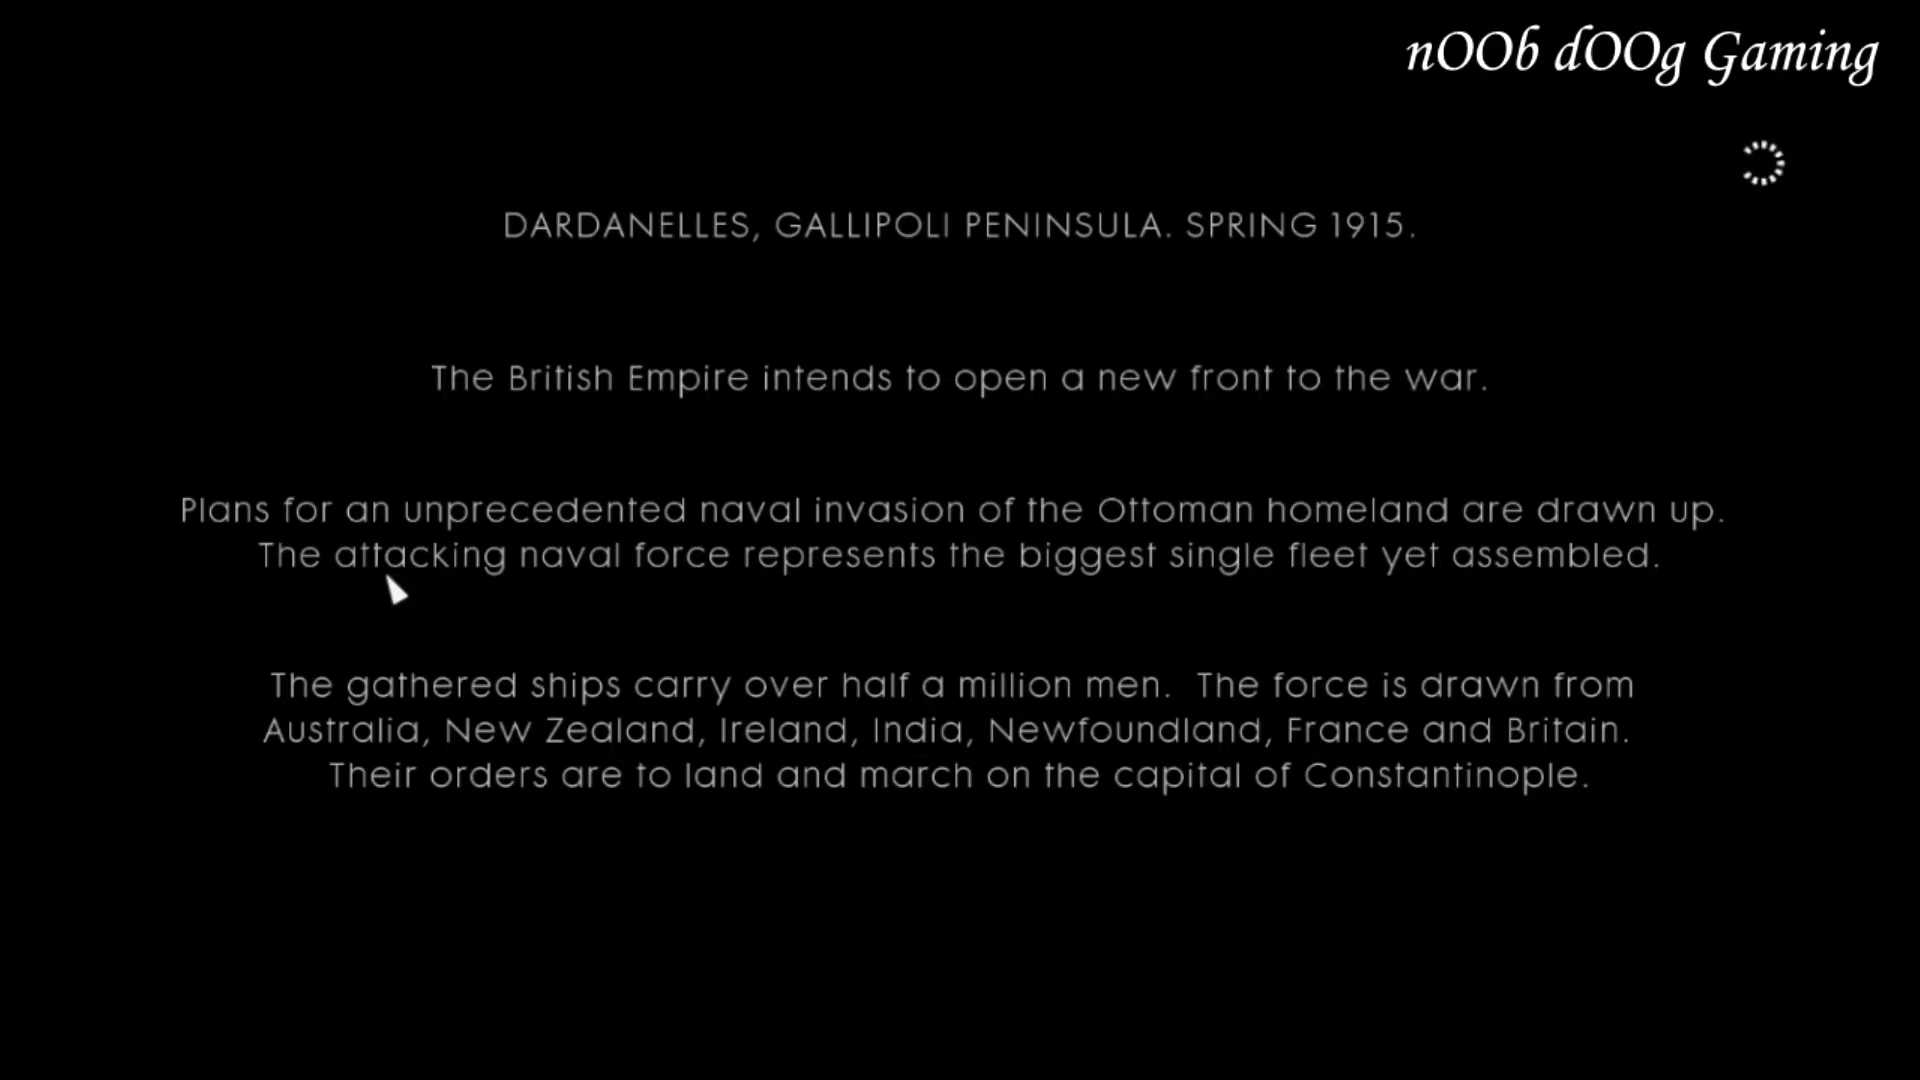 nOOb dOOg Gaming
DARDANELLES, GALLIPOLI PENINSULA. SPRING 1915.
The British Empire intends to open a new front to the war.
Plans for an unprecedented naval invasion of the Ottoman homeland are drawn up.
The attacking naval force represents the biggest single fleet yet assembled.
The gathered ships carry over half a million men.  The force is drawn from
Australia, New Zealand, Ireland, India, Newfoundland, France and Britain.
Their orders are to land and march on the capital of Constantinople.